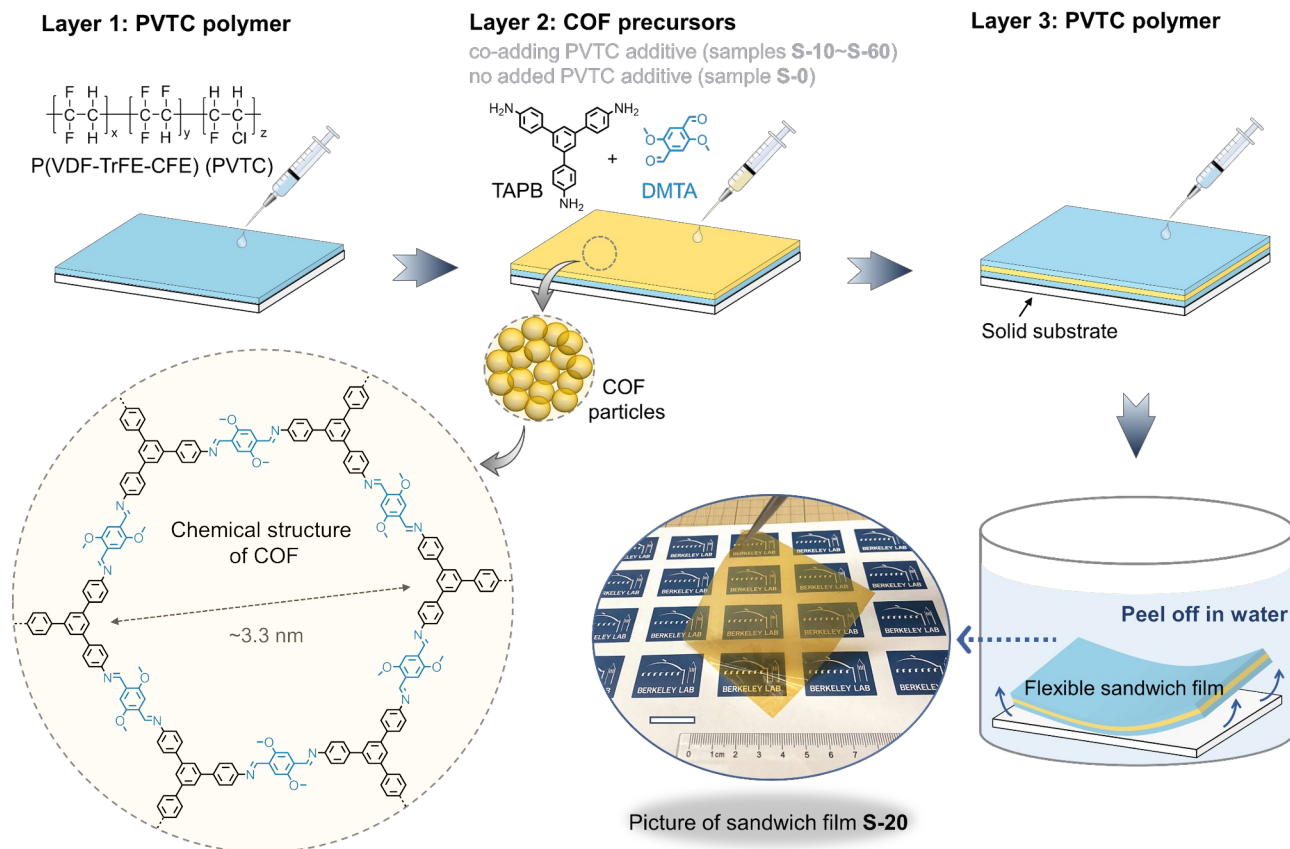 Layer 1: PVTC polymer
F H F F H H
C C C C C C
F H x F H y F Cl z
P(VDF-TrFE-CFE) (PVTC)
Layer 2: COF precursors
co-adding PVTC additive (samples S-10~S-60)
no added PVTC additive (sample S-0)
H₂N
NH₂
NH₂
TAPB
+
O
O
O
O
DMTA
Layer 3: PVTC polymer
Solid substrate
COF
particles
Chemical structure
of COF
~3.3 nm
BERKELEY LAB
BERKELEY LAB
BERKELEY LAB
BERKELEY LAB
0 1cm 2 3 4 5 6 7
Picture of sandwich film S-20
Peel off in water
Flexible sandwich film